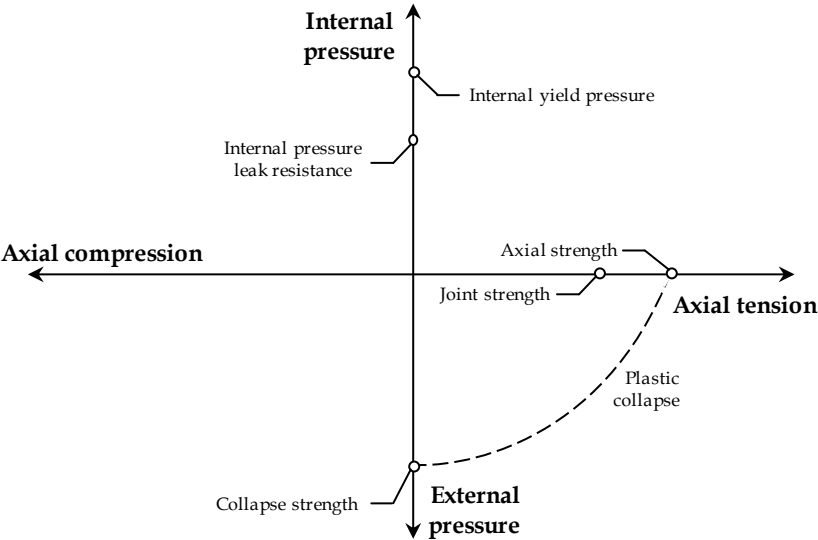 Internal
pressure
Internal yield pressure
Internal pressure
leak resistance
Axial compression
Axial strength
Joint strength
Axial tension
Plastic
collapse
Collapse strength
External
pressure